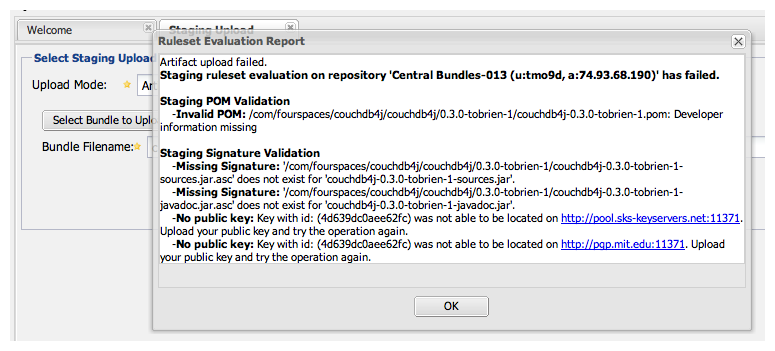 Welcome
Staging Upload
Ruleset Evaluation Report
Select Staging Upload
Upload Mode:
Select Bundle to Uplo
Bundle Filename:
Artifact upload failed.
Staging ruleset evaluation on repository 'Central Bundles-013 (u:tmo9d, a:74.93.68.190)' has failed.
Staging POM Validation
-Invalid POM: /com/fourspaces/couchdb4j/couchdb4j/0.3.0-tobrien-1/couchdb4j-0.3.0-tobrien-1.pom: Developer
information missing
Staging Signature Validation
-Missing Signature: '/com/fourspaces/couchdb4j/couchdb4j/0.3.0-tobrien-1/couchdb4j-0.3.0-tobrien-1-
sources.jar.asc' does not exist for 'couchdb4j-0.3.0-tobrien-1-sources.jar'.
-Missing Signature: '/com/fourspaces/couchdb4j/couchdb4j/0.3.0-tobrien-1/couchdb4j-0.3.0-tobrien-1-
javadoc.jar.asc' does not exist for 'couchdb4j-0.3.0-tobrien-1-javadoc.jar'.
-No public key: Key with id: (4d639dc0aee62fc) was not able to be located on http://pool.sks-keyservers.net:11371.
Upload your public key and try the operation again.
-No public key: Key with id: (4d639dc0aee62fc) was not able to be located on http://pgp.mit.edu:11371. Upload
your public key and try the operation again.
OK